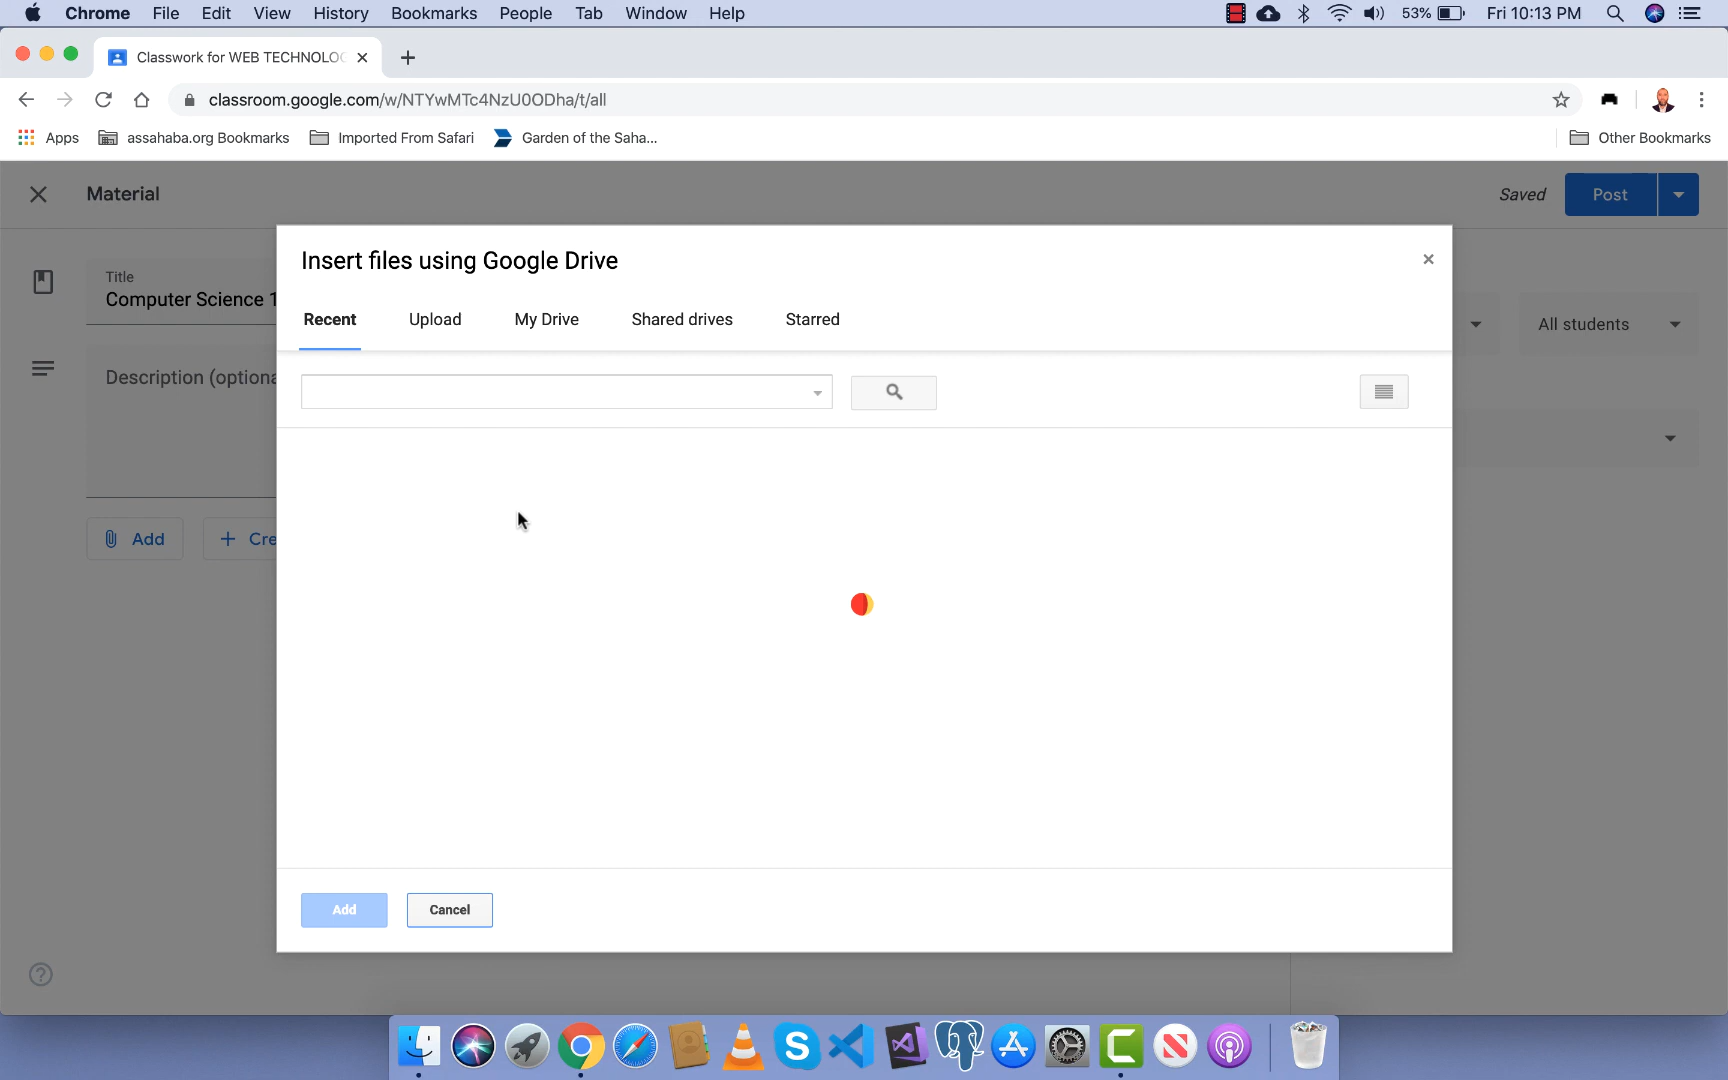 Chrome File Edit View History Bookmarks People Tab Window Help 53% Fri 10:13 PM
Classwork for WEB TECHNOLOG
classroom.google.com/w/NTYwMTc4NzU0ODha/t/all
Apps assahaba.org Bookmarks Imported From Safari Garden of the Saha... Other Bookmarks
Material Saved Post
Insert files using Google Drive
Title
Computer Science 1
Recent Upload My Drive Shared drives Starred
All students
Description (optiona
Add Cre
Add Cancel